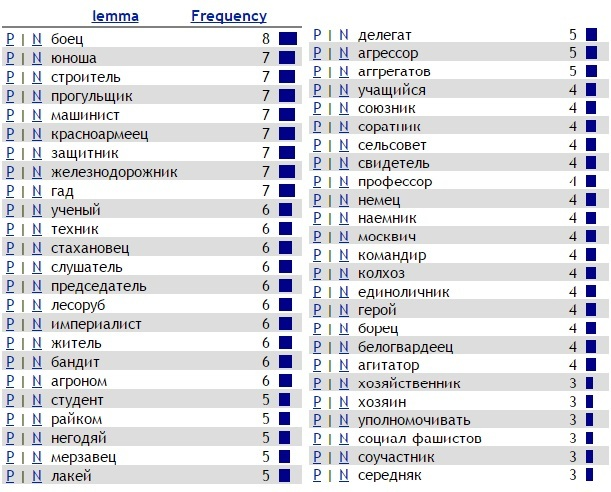 lemma Frequency
P | N боец 8
P | N юноша 7
P | N строитель 7
P | N прогульщик 7
P | N машинист 7
P | N красноармеец 7
P | N защитник 7
P | N железнодорожник 7
P | N гад 7
P | N ученый 6
P | N техник 6
P | N стахановец 6
P | N слушатель 6
P | N председатель 6
P | N лесоруб 6
P | N империалист 6
P | N житель 6
P | N бандит 6
P | N агроном 6
P | N студент 5
P | N райком 5
P | N негодяй 5
P | N мерзавец 5
P | N лакей 5
P | N делегат 5
P | N агрессор 5
P | N аггрегатов 5
P | N учащийся 4
P | N союзник 4
P | N соратник 4
P | N сельсовет 4
P | N свидетель 4
P | N профессор 4
P | N немец 4
P | N наемник 4
P | N москвич 4
P | N командир 4
P | N колхоз 4
P | N единоличник 4
P | N герой 4
P | N борец 4
P | N белогвардеец 4
P | N агитатор 4
P | N хозяйственник 3
P | N хозяин 3
P | N уполномочивать 3
P | N социал фашистов 3
P | N соучастник 3
P | N середняк 3